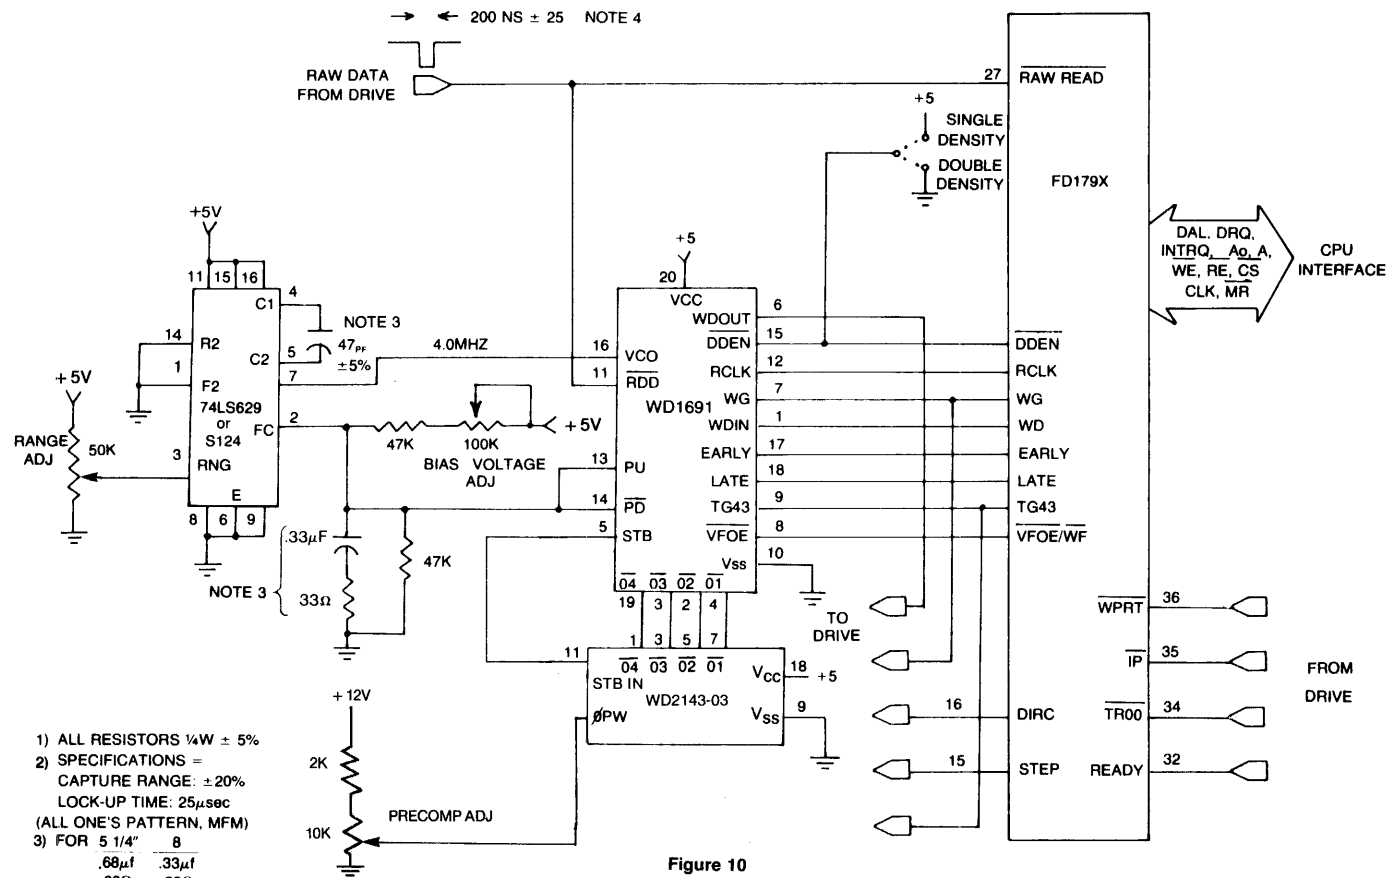 200 NS ± 25 NOTE 4
RAW DATA
FROM DRIVE
27
RAW READ
+5
SINGLE
DENSITY
DOUBLE
DENSITY
FD179X
DAL, DRQ,
INTRQ, A0, A,
WE, RE, CS
CLK, MR
CPU
INTERFACE
+5V
11 15 16
4
C1
NOTE 3
47PF
±5%
14
R2
5
C2
1
F2
7
4.0MHZ
74LS629
or
S124
2
FC
47K
100K
+5V
BIAS VOLTAGE
ADJ
+5V
RANGE
ADJ
50K
3
RNG
E
8 6 9
.33µF
NOTE 3
33Ω
47K
+5
20
VCC
6
WDOUT
15
DDEN
DDEN
16
VCO
12
RCLK
RCLK
11
RDD
7
WG
WG
WD1691
1
WDIN
WD
17
EARLY
EARLY
13
PU
18
LATE
LATE
14
PD
9
TG43
TG43
5
STB
8
VFOE
VFOE/WF
10
Vss
04 03 02 01
19 3 2 4
1 3 5 7
11
04 03 02 01
STB IN
WD2143-03
VCC
18
+5
ØPW
VSS
9
TO
DRIVE
WPRT
36
IP
35
FROM
DRIVE
16
DIRC
TR00
34
15
STEP
READY
32
+12V
2K
10K
PRECOMP ADJ
1) ALL RESISTORS ¼W ± 5%
2) SPECIFICATIONS =
CAPTURE RANGE: ±20%
LOCK-UP TIME: 25µsec
(ALL ONE'S PATTERN, MFM)
3) FOR 5 1/4" 8
.68µf .33µf
Figure 10